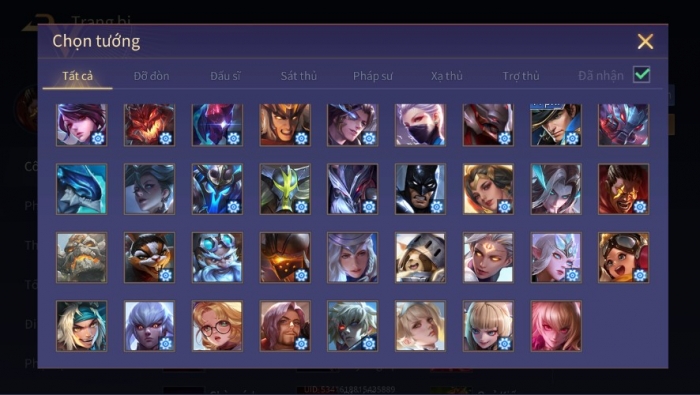 Trang bị
Chọn tướng
Tất cả Đỡ đòn Đấu sĩ Sát thủ Pháp sư Xạ thủ Trợ thủ Đã nhận